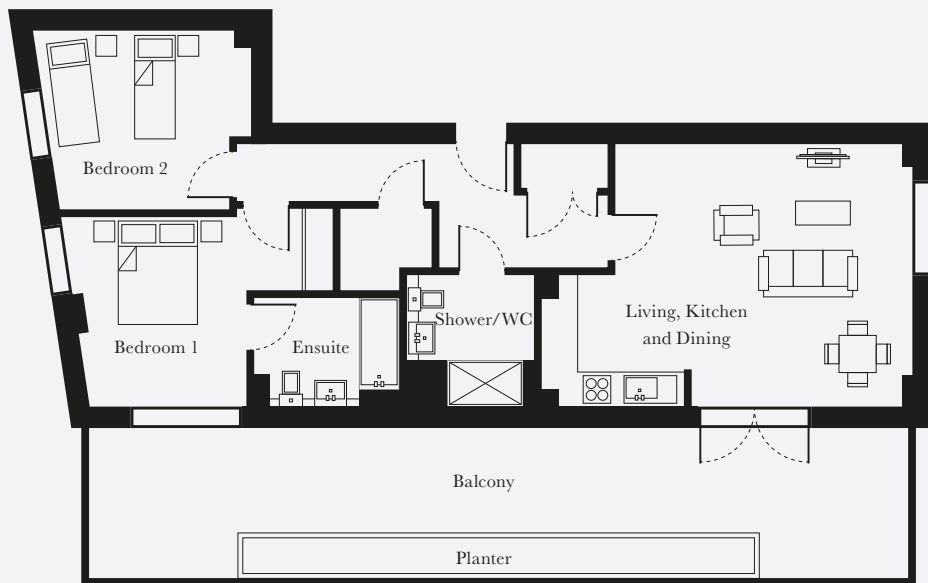 Bedroom 2
Bedroom 1
Ensuite
Shower/WC
Living, Kitchen
and Dining
Balcony
Planter